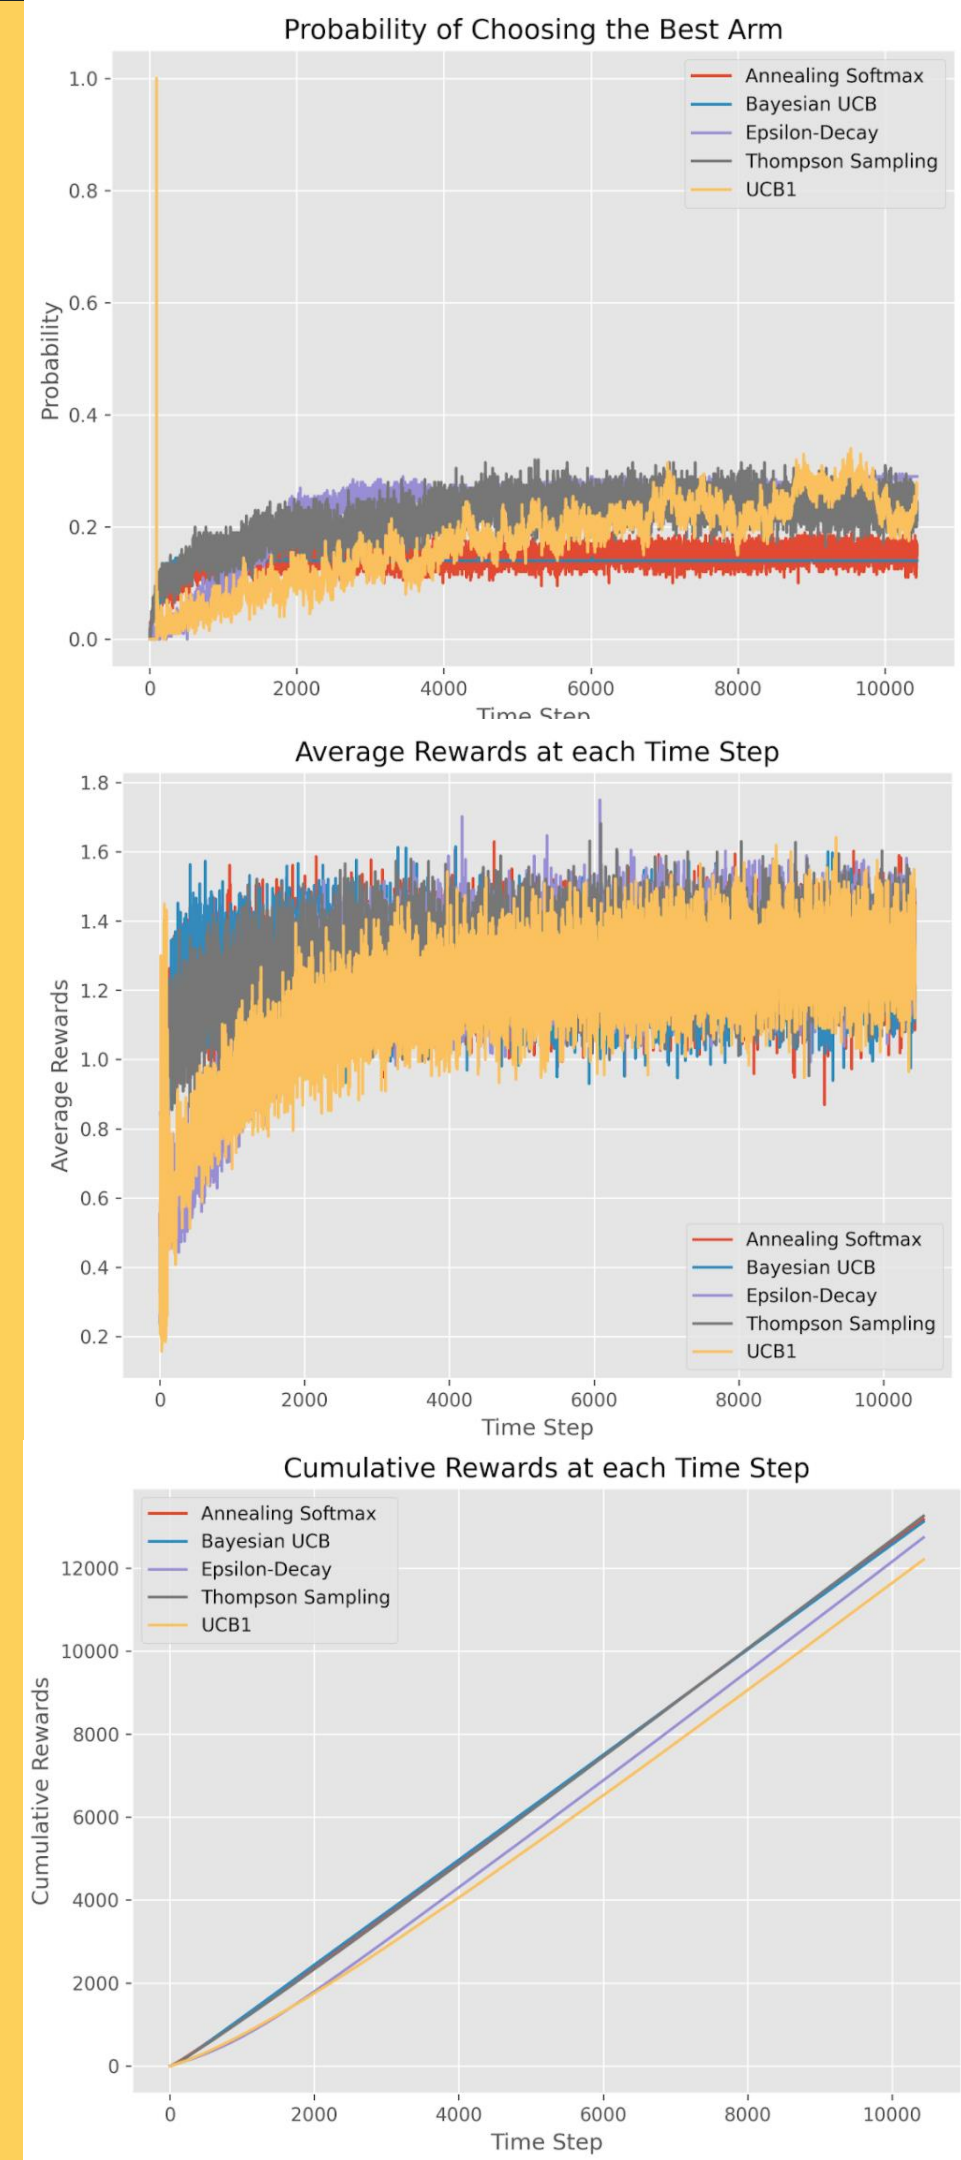 Probability of Choosing the Best Arm
Annealing Softmax
Bayesian UCB
Epsilon-Decay
Thompson Sampling
UCB1
Probability
1.0
0.8
0.6
0.4
0.2
0.0
0 2000 4000 6000 8000 10000
Time Step
Average Rewards at each Time Step
Average Rewards
1.8
1.6
1.4
1.2
1.0
0.8
0.6
0.4
0.2
Annealing Softmax
Bayesian UCB
Epsilon-Decay
Thompson Sampling
UCB1
0 2000 4000 6000 8000 10000
Time Step
Cumulative Rewards at each Time Step
Annealing Softmax
Bayesian UCB
Epsilon-Decay
Thompson Sampling
UCB1
Cumulative Rewards
12000
10000
8000
6000
4000
2000
0
0 2000 4000 6000 8000 10000
Time Step